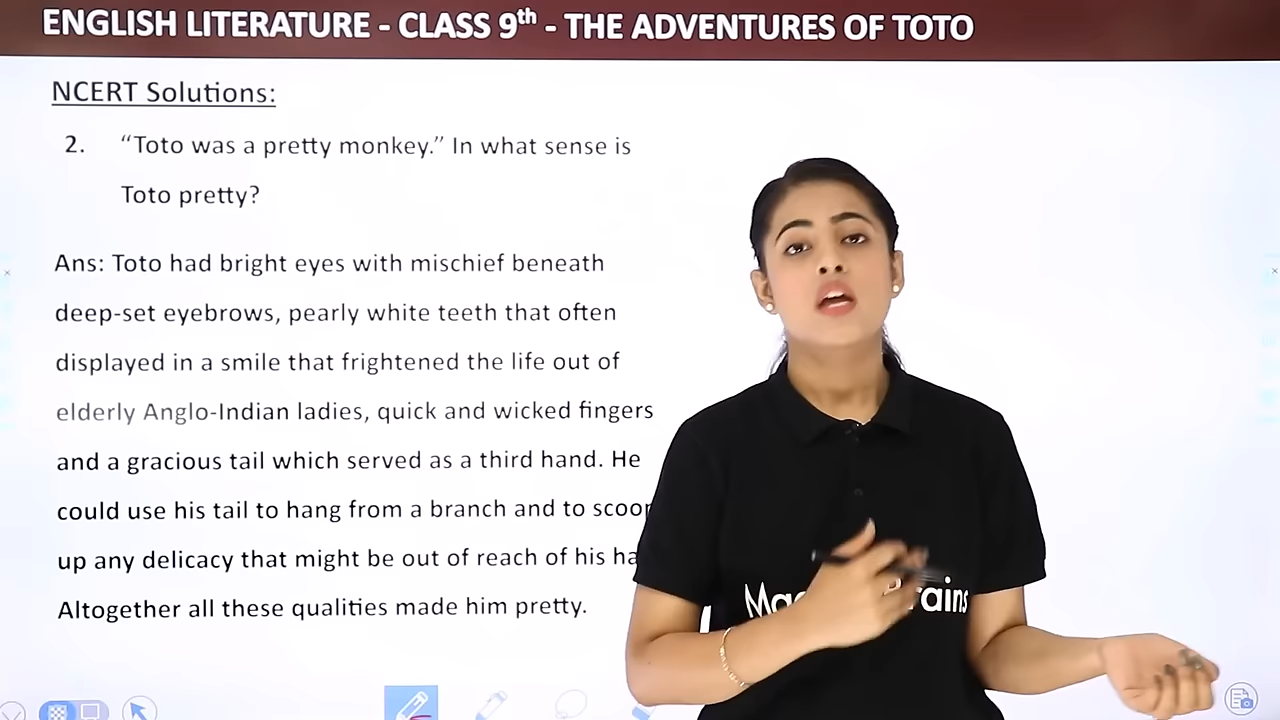 ENGLISH LITERATURE - CLASS 9th - THE ADVENTURES OF TOTO
NCERT Solutions:
2. “Toto was a pretty monkey.” In what sense is
Toto pretty?
Ans: Toto had bright eyes with mischief beneath
deep-set eyebrows, pearly white teeth that often
displayed in a smile that frightened the life out of
elderly Anglo-Indian ladies, quick and wicked fingers
and a gracious tail which served as a third hand. He
could use his tail to hang from a branch and to
up any delicacy that might be out of reach of his
Altogether all these qualities made him pretty.